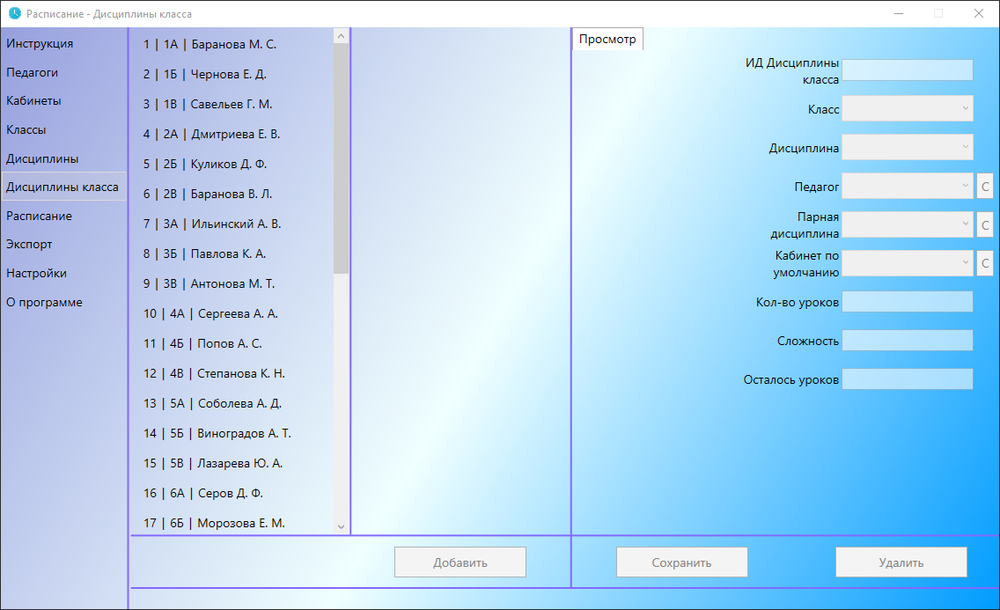 Расписание - Дисциплины класса
Инструкция
Педагоги
Кабинеты
Классы
Дисциплины
Дисциплины класса
Расписание
Экспорт
Настройки
О программе
1 | 1А | Баранова М. С.
2 | 1Б | Чернова Е. Д.
3 | 1В | Савельев Г. М.
4 | 2А | Дмитриева Е. В.
5 | 2Б | Куликов Д. Ф.
6 | 2В | Баранова В. Л.
7 | 3А | Ильинский А. В.
8 | 3Б | Павлова К. А.
9 | 3В | Антонова М. Т.
10 | 4А | Сергеева А. А.
11 | 4Б | Попов А. С.
12 | 4В | Степанова К. Н.
13 | 5А | Соболева А. Д.
14 | 5Б | Виноградов А. Т.
15 | 5В | Лазарева Ю. А.
16 | 6А | Серов Д. Ф.
17 | 6Б | Морозова Е. М.
Просмотр
ИД Дисциплины
класса
Класс
Дисциплина
Педагог
С
Парная
дисциплина
С
Кабинет по
умолчанию
С
Кол-во уроков
Сложность
Осталось уроков
Добавить
Сохранить
Удалить